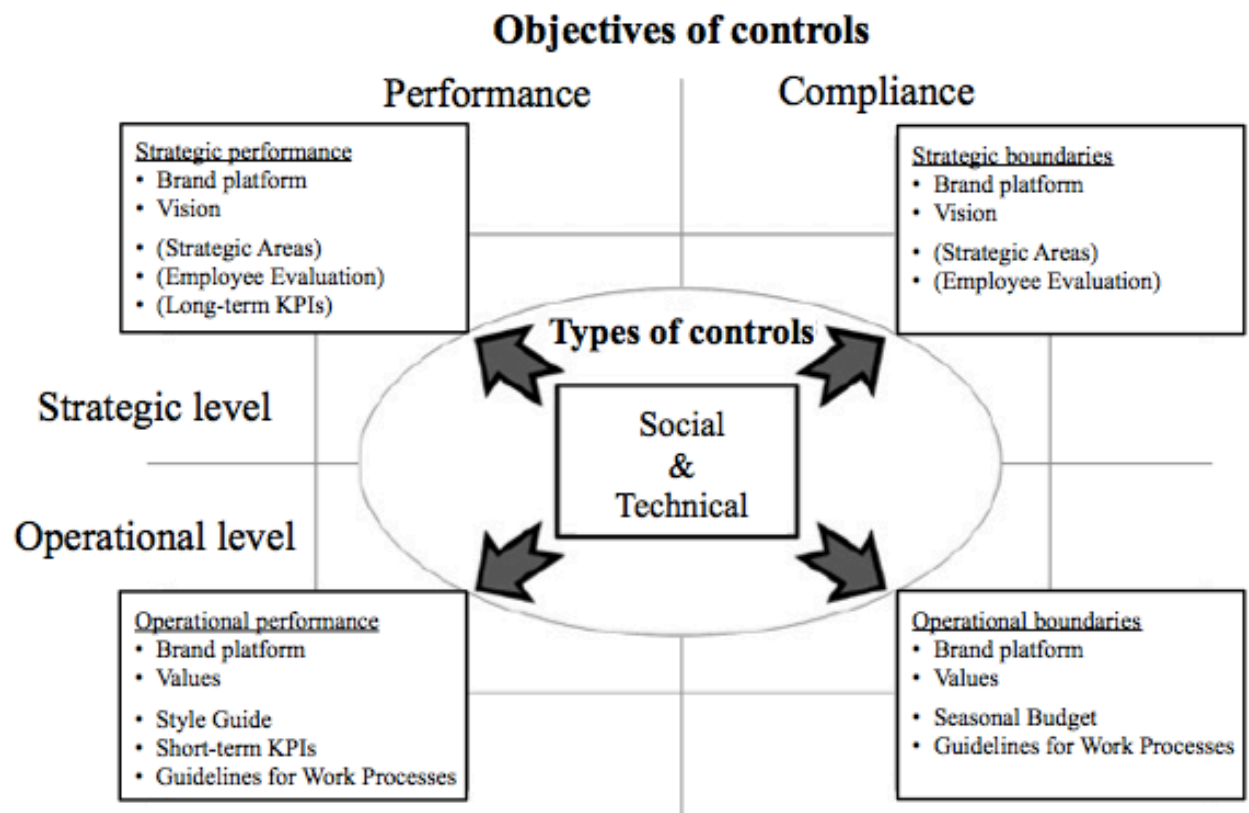 Objectives of controls
Performance
Compliance
Strategic performance
• Brand platform
• Vision
• (Strategic Areas)
• (Employee Evaluation)
• (Long-term KPIs)
Strategic boundaries
• Brand platform
• Vision
• (Strategic Areas)
• (Employee Evaluation)
Types of controls
Strategic level
Social
&
Technical
Operational level
Operational performance
• Brand platform
• Values
• Style Guide
• Short-term KPIs
• Guidelines for Work Processes
Operational boundaries
• Brand platform
• Values
• Seasonal Budget
• Guidelines for Work Processes